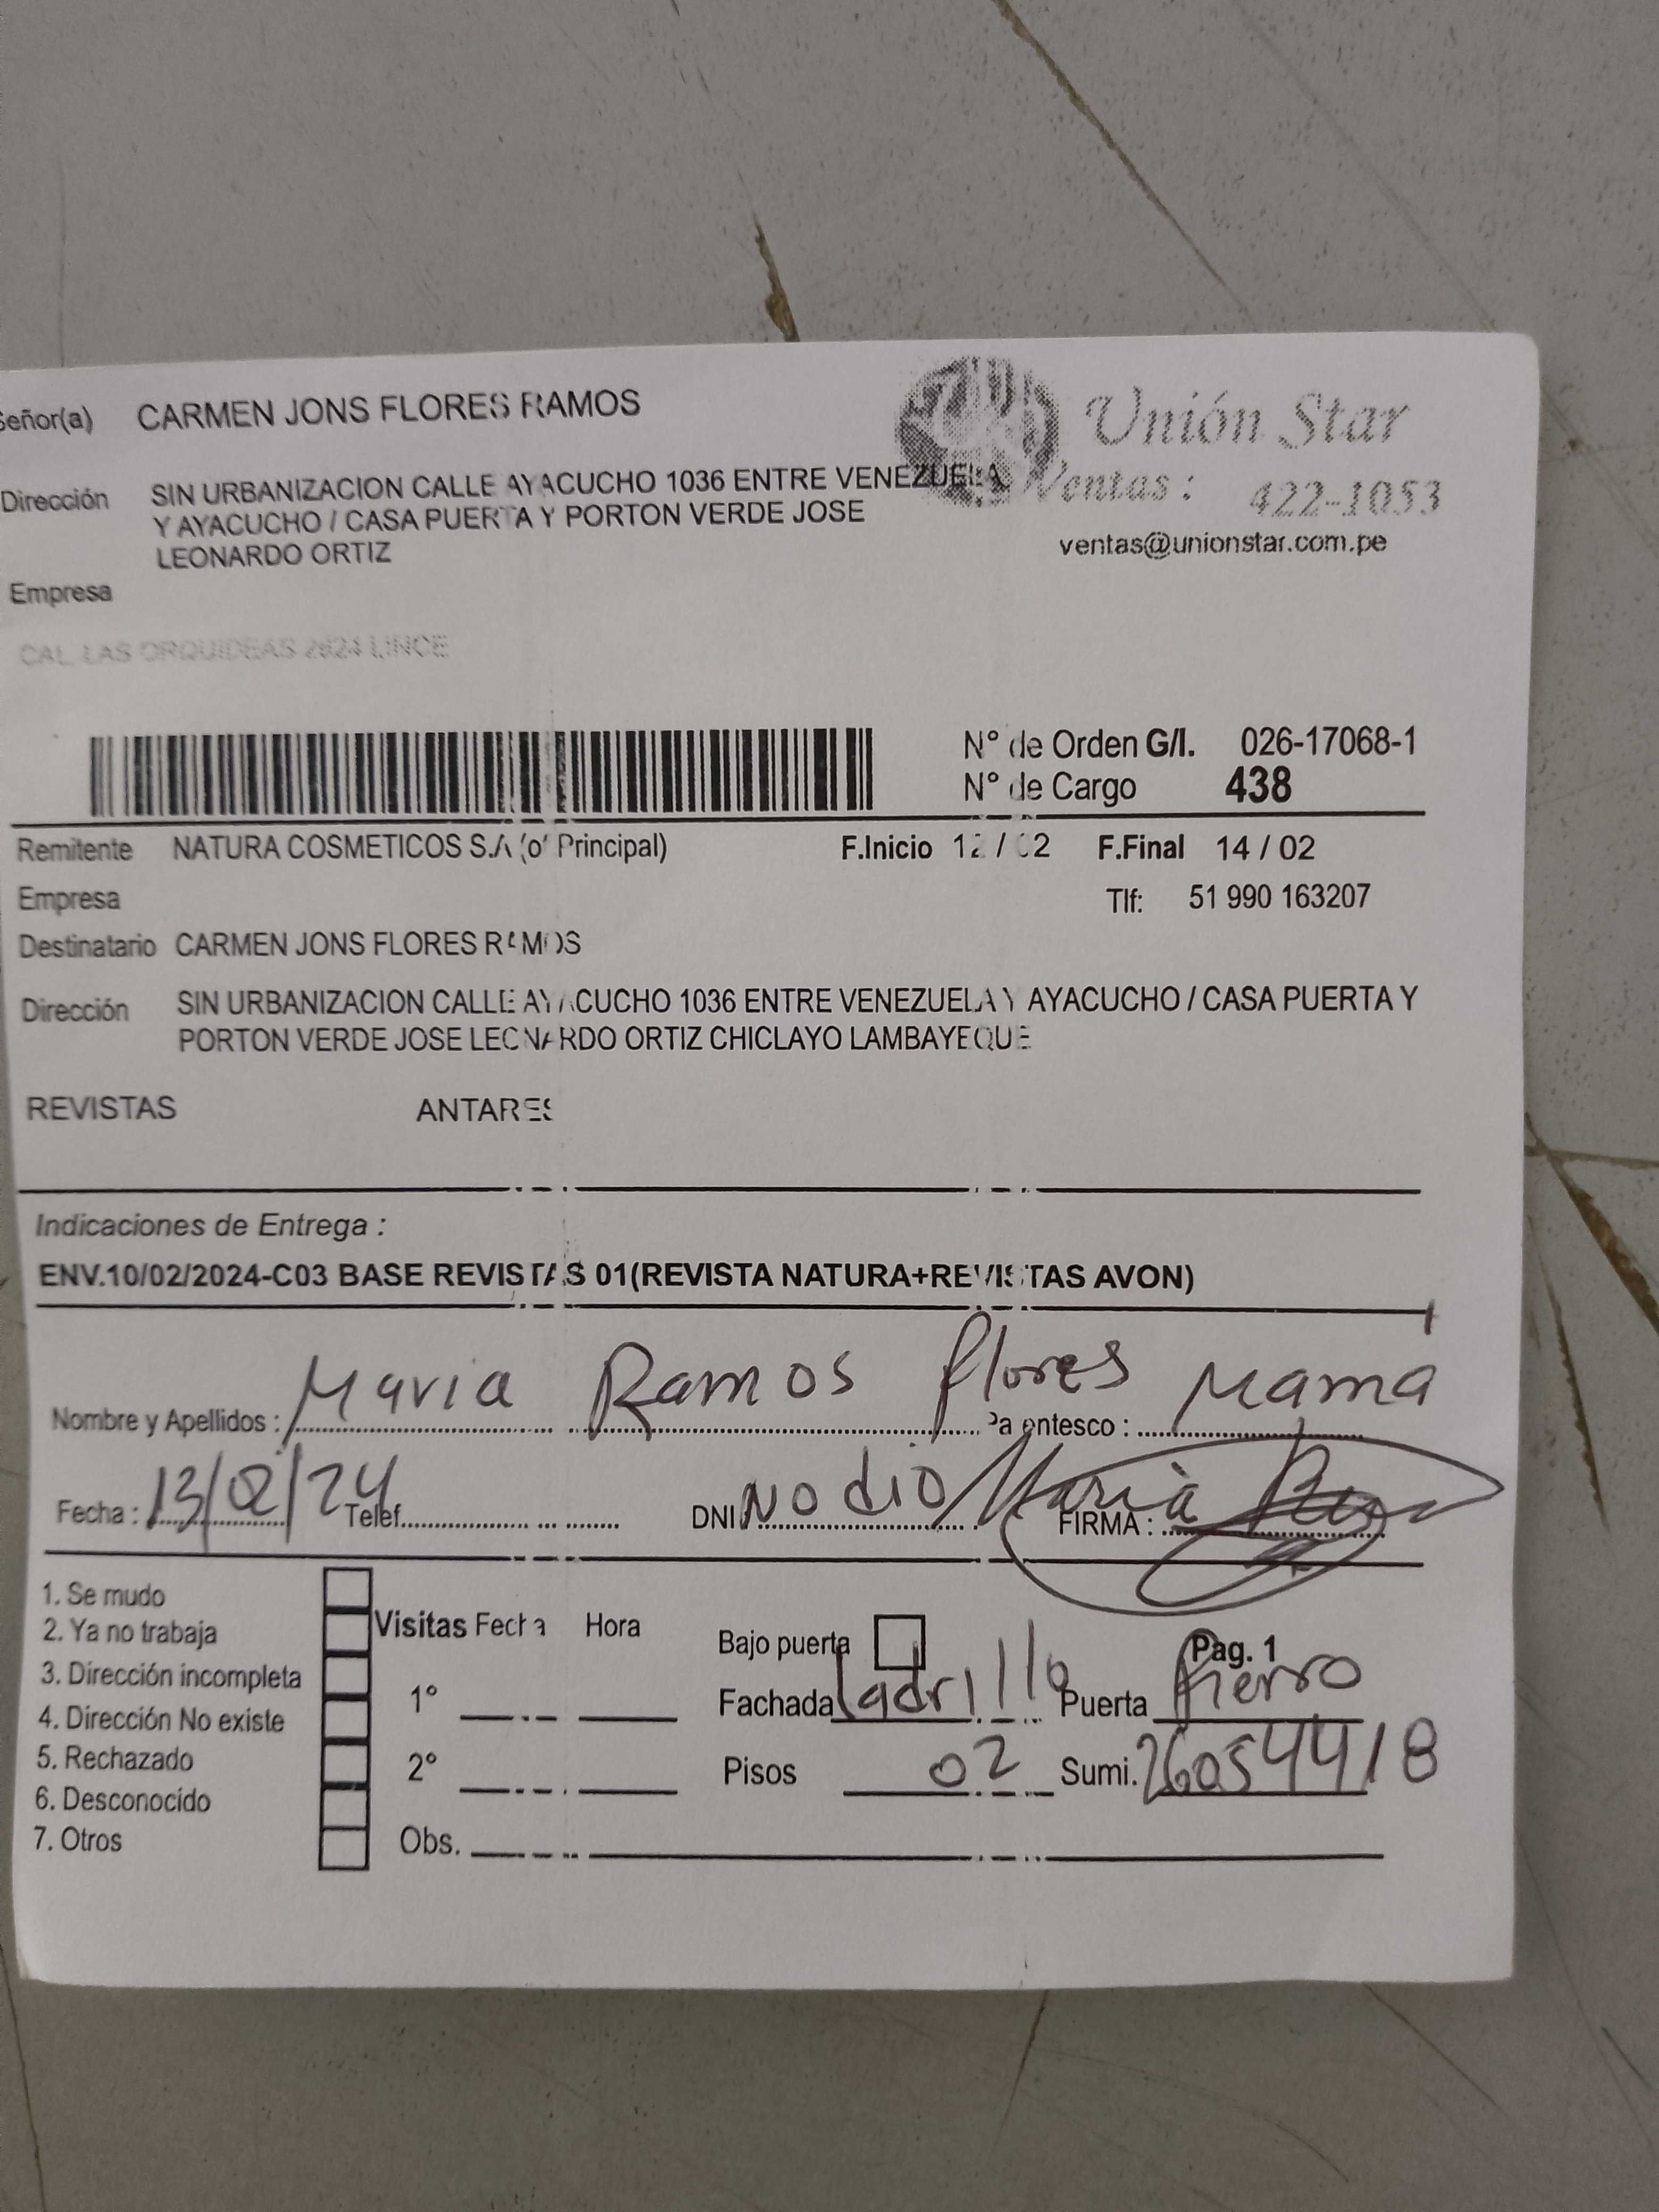 Señor(a) CARMEN JONS FLORES RAMOS
Unión Star
Dirección SIN URBANIZACION CALLE AYACUCHO 1036 ENTRE VENEZUELA
Y AYACUCHO / CASA PUERTA Y PORTON VERDE JOSE
LEONARDO ORTIZ
Ventas: 422-1053
ventas@unionstar.com.pe
Empresa
CAL. LAS ORQUIDEAS 2624 LINCE
N° de Orden G/I. 026-17068-1
N° de Cargo 438
Remitente NATURA COSMETICOS S.A (of Principal) F.Inicio 12 / 02 F.Final 14 / 02
Empresa Tlf: 51 990 163207
Destinatario CARMEN JONS FLORES RAMOS
Dirección SIN URBANIZACION CALLE AYACUCHO 1036 ENTRE VENEZUELA Y AYACUCHO / CASA PUERTA Y
PORTON VERDE JOSE LEONARDO ORTIZ CHICLAYO LAMBAYEQUE
REVISTAS ANTARES
Indicaciones de Entrega :
ENV.10/02/2024-C03 BASE REVISTAS 01(REVISTA NATURA+REVISTAS AVON)
Nombre y Apellidos : Maria Ramos flores Parentesco : Mama
Fecha : 13/02/24 Telef. DNI No dio FIRMA : Maria
1. Se mudo
2. Ya no trabaja
3. Dirección incompleta
4. Dirección No existe
5. Rechazado
6. Desconocido
7. Otros
Visitas Fecha Hora
1°
2°
Obs.
Bajo puerta Pag. 1
Fachada ladrillo Puerta fierro
Pisos 02 Sumi. 26054418